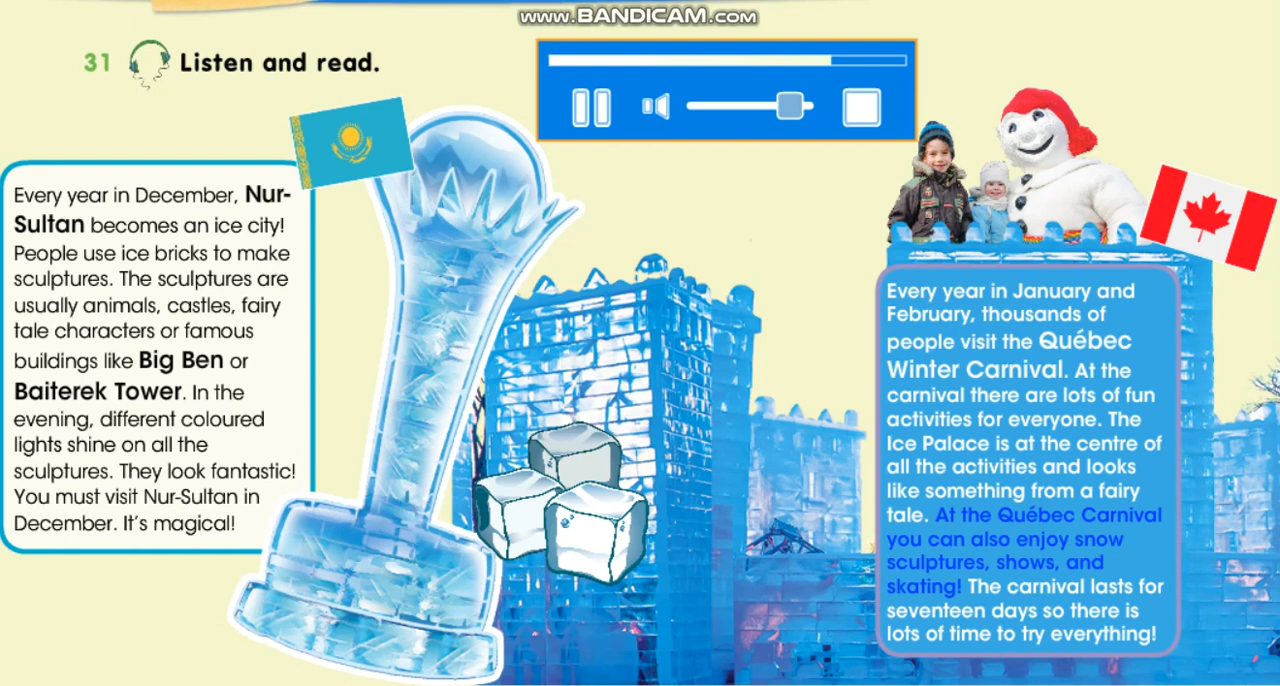 www.BANDICAM.com
31 Listen and read.
Every year in December, Nur-
Sultan becomes an ice city!
People use ice bricks to make
sculptures. The sculptures are
usually animals, castles, fairy
tale characters or famous
buildings like Big Ben or
Baiterek Tower. In the
evening, different coloured
lights shine on all the
sculptures. They look fantastic!
You must visit Nur-Sultan in
December. It's magical!
Every year in January and
February, thousands of
people visit the Québec
Winter Carnival. At the
carnival there are lots of fun
activities for everyone. The
Ice Palace is at the centre of
all the activities and looks
like something from a fairy
tale. At the Québec Carnival
you can also enjoy snow
sculptures, shows, and
skating! The carnival lasts for
seventeen days so there is
lots of time to try everything!